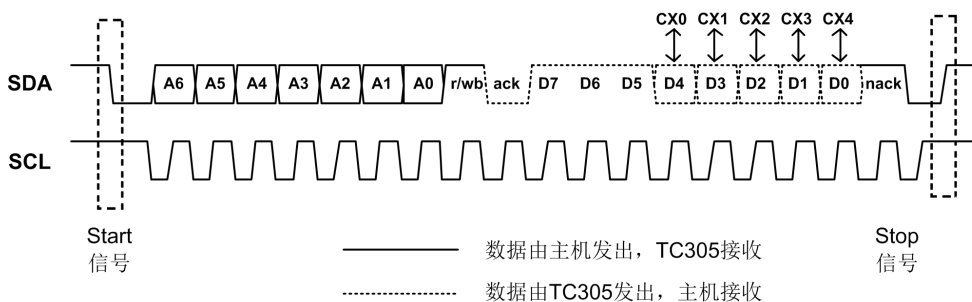 CX0 CX1 CX2 CX3 CX4
SDA A6 A5 A4 A3 A2 A1 A0 r/wb ack D7 D6 D5 D4 D3 D2 D1 D0 nack
SCL
Start
信号
Stop
信号
数据由主机发出，TC305接收
数据由TC305发出，主机接收